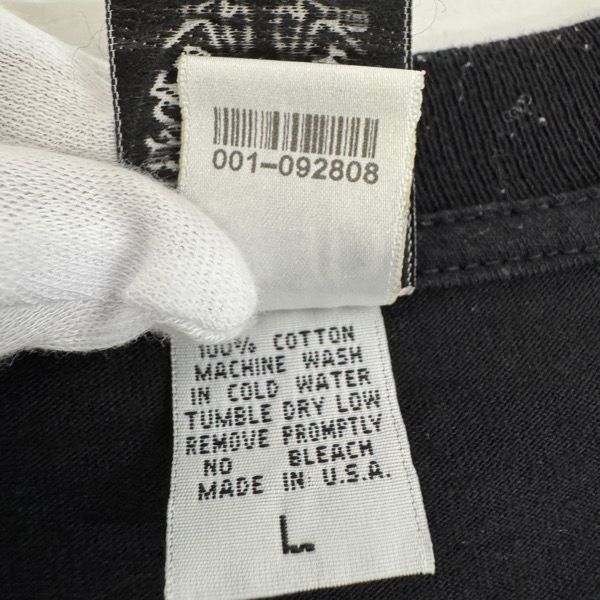 001-092808
100% COTTON
MACHINE WASH
IN COLD WATER
TUMBLE DRY LOW
REMOVE PROMPTLY
NO BLEACH
MADE IN U.S.A.
L